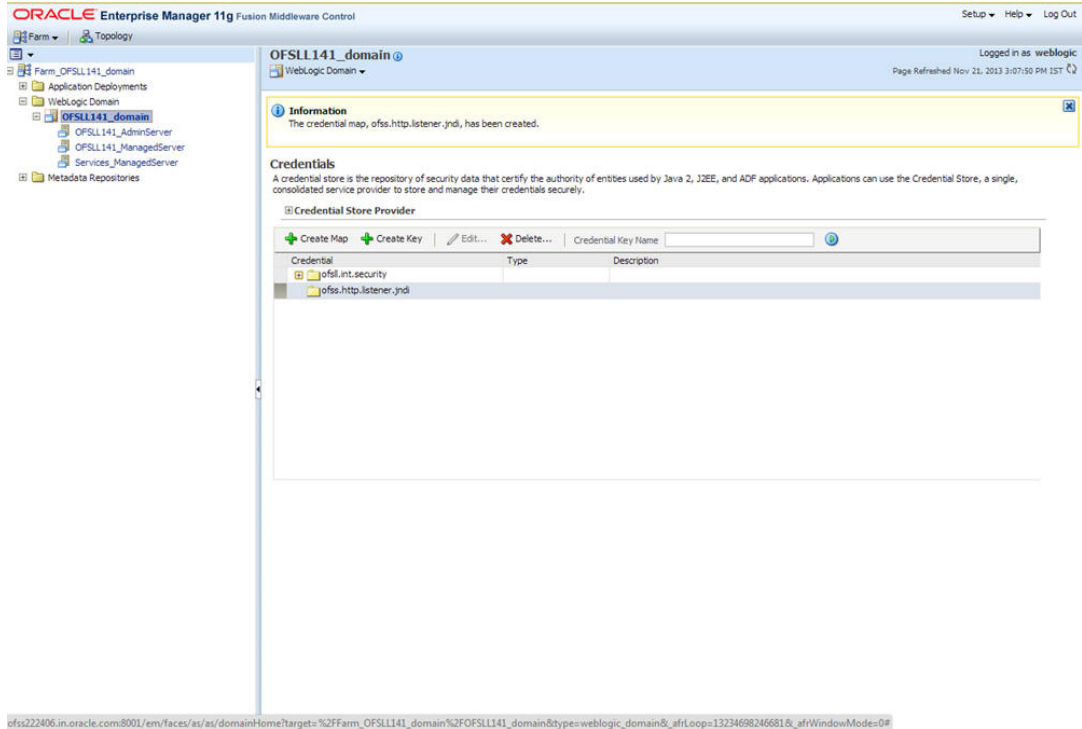 ORACLE Enterprise Manager 11g Fusion Middleware Control
Setup Help Log Out
Farm Topology
OFSLL141_domain
Logged in as weblogic
WebLogic Domain
Page Refreshed Nov 21, 2013 3:07:50 PM IST
Farm_OFSLL141_domain
Application Deployments
WebLogic Domain
OFSLL141_domain
OFSLL141_AdminServer
OFSLL141_ManagedServer
Services_ManagedServer
Metadata Repositories
Information
The credential map, ofss.http.listener.jndi, has been created.
Credentials
A credential store is the repository of security data that certify the authority of entities used by Java 2, J2EE, and ADF applications. Applications can use the Credential Store, a single,
consolidated service provider to store and manage their credentials securely.
Credential Store Provider
Create Map Create Key Edit... Delete... Credential Key Name
Credential Type Description
ofsll.int.security
ofss.http.listener.jndi
ofss222406.in.oracle.com:8001/em/faces/as/as/domainHome?target=%2FFarm_OFSLL141_domain%2FOFSLL141_domain&type=weblogic_domain&_afrLoop=13234698246681&_afrWindowMode=0#